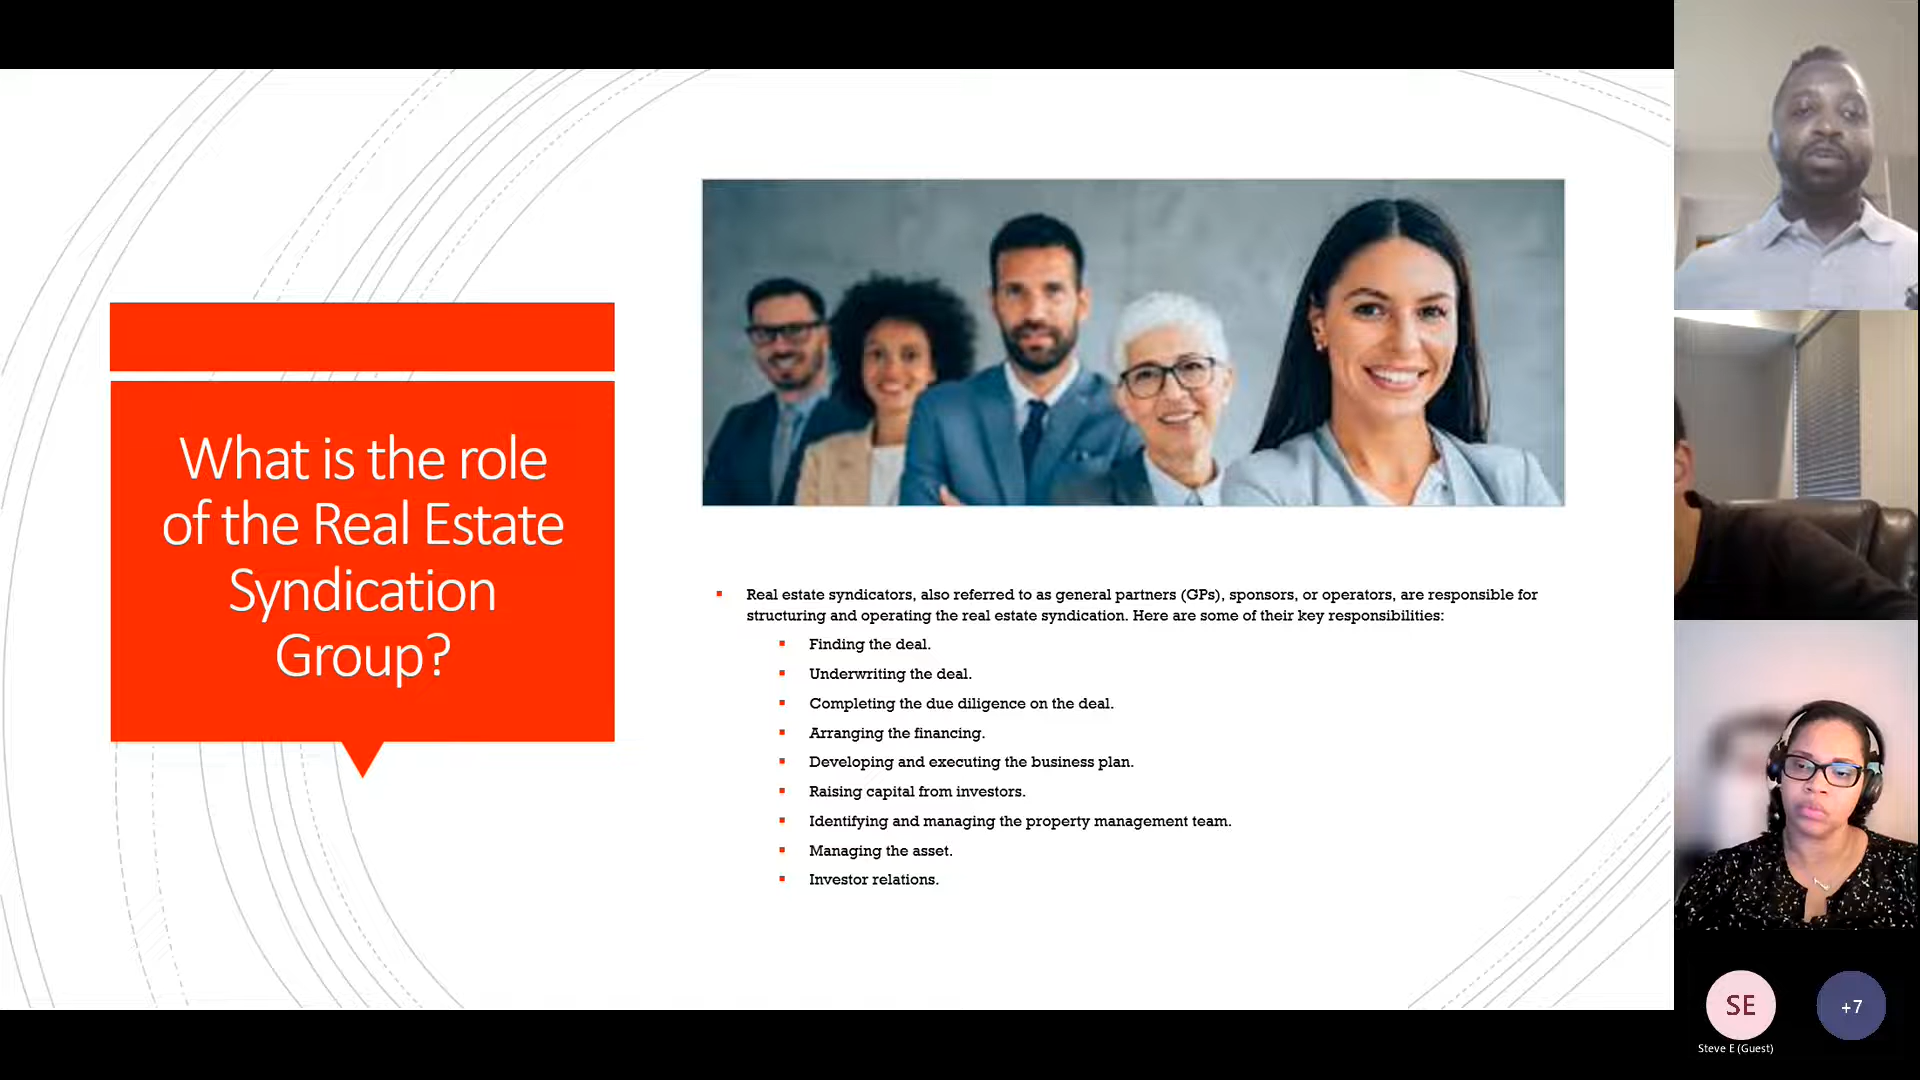 What is the role
of the Real Estate
Syndication
Group?
Real estate syndicators, also referred to as general partners (GPs), sponsors, or operators, are responsible for
structuring and operating the real estate syndication. Here are some of their key responsibilities:
Finding the deal.
Underwriting the deal.
Completing the due diligence on the deal.
Arranging the financing.
Developing and executing the business plan.
Raising capital from investors.
Identifying and managing the property management team.
Managing the asset.
Investor relations.
SE
+7
Steve E (Guest)